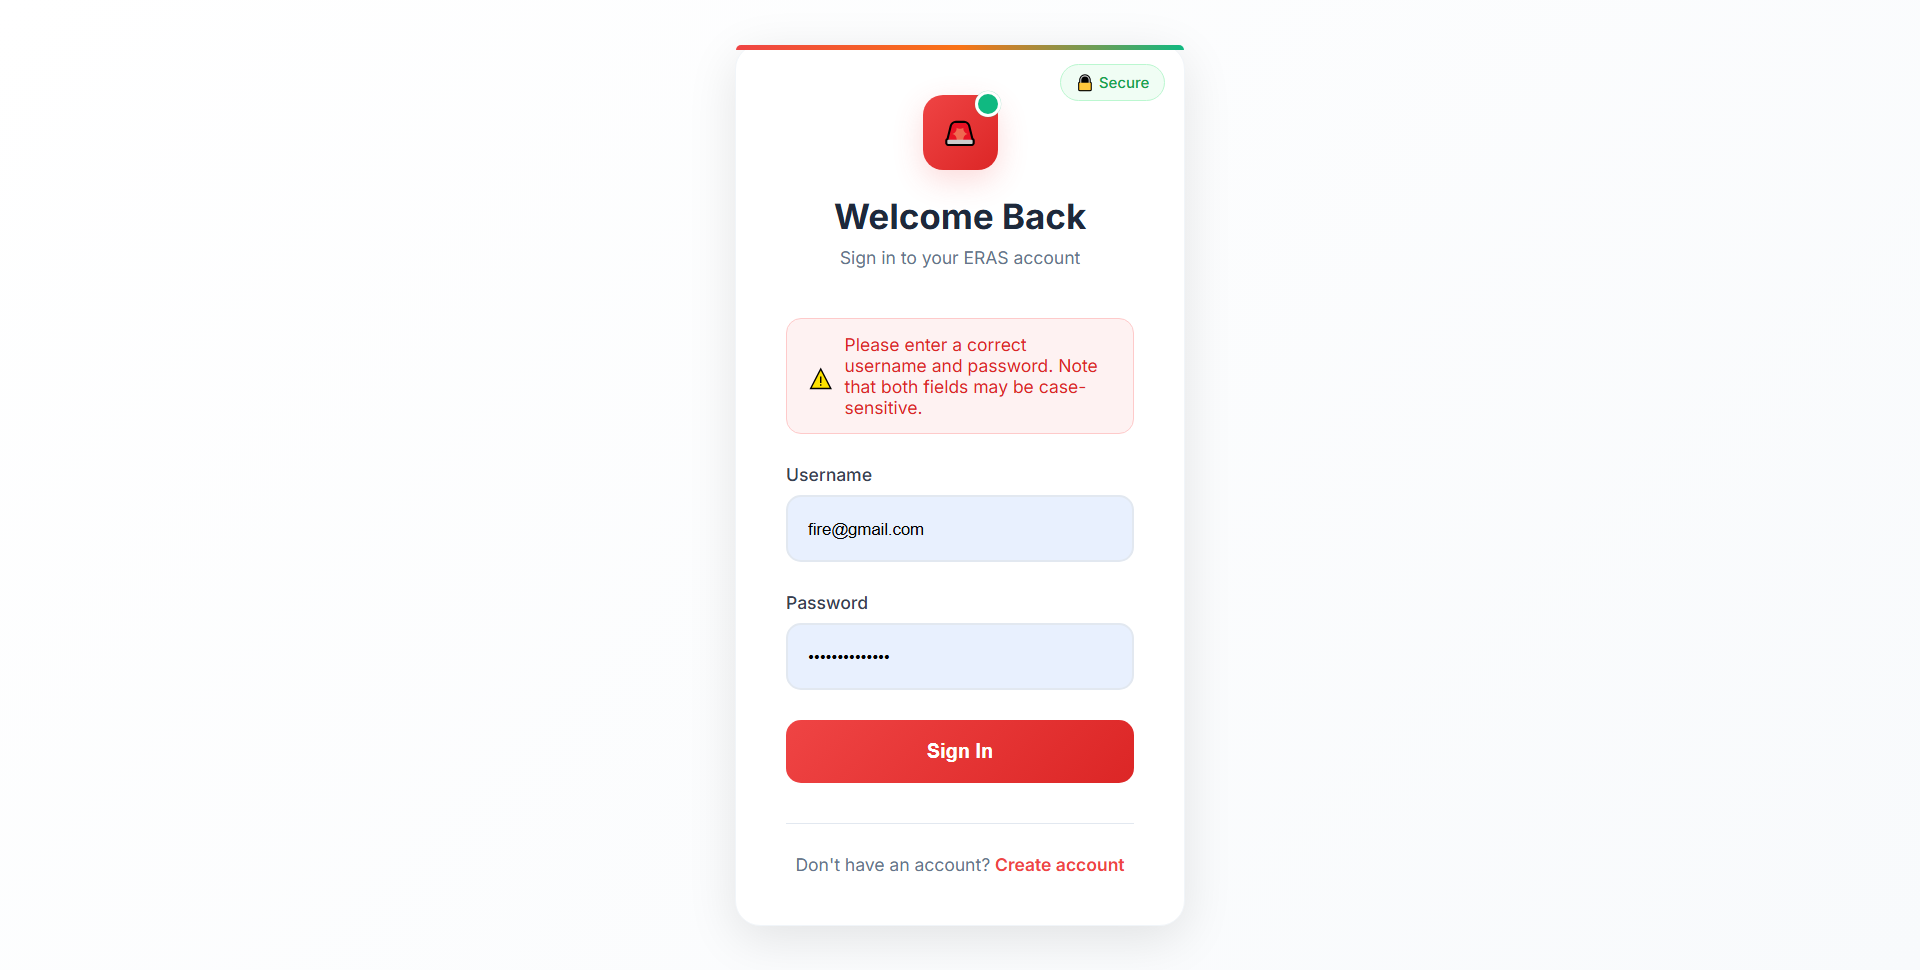 Secure
Welcome Back
Sign in to your ERAS account
Please enter a correct
username and password. Note
that both fields may be case-
sensitive.
Username
fire@gmail.com
Password
••••••••••••••
Sign In
Don't have an account? Create account